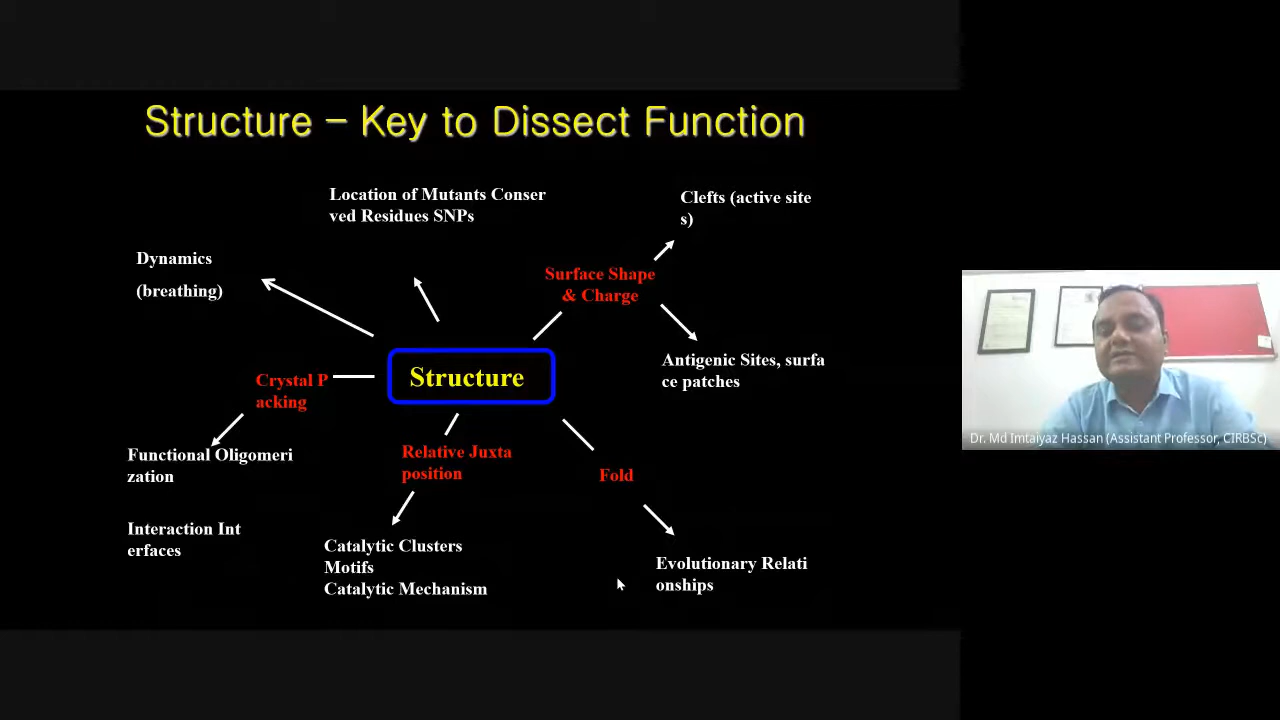 Structure – Key to Dissect Function
Location of Mutants Conser
ved Residues SNPs
Clefts (active site
s)
Dynamics
(breathing)
Surface Shape
& Charge
Antigenic Sites, surfa
ce patches
Structure
Crystal P
acking
Functional Oligomeri
zation
Interaction Int
erfaces
Relative Juxta
position
Catalytic Clusters
Motifs
Catalytic Mechanism
Fold
Evolutionary Relati
onships
Dr. Md Imtaiyaz Hassan (Assistant Professor, CIRBSc)